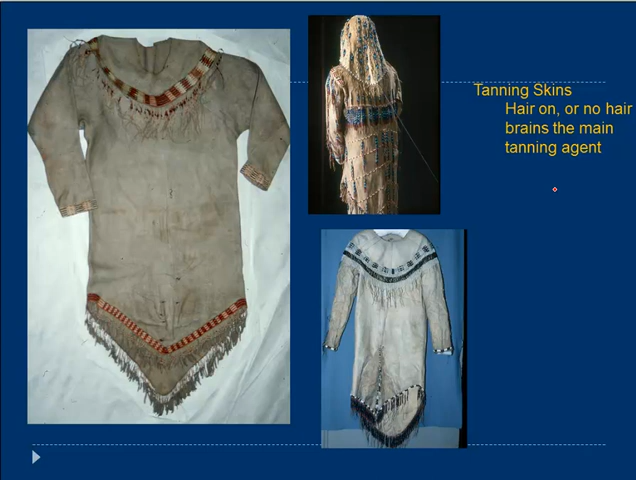 Tanning Skins
Hair on, or no hair
brains the main
tanning agent